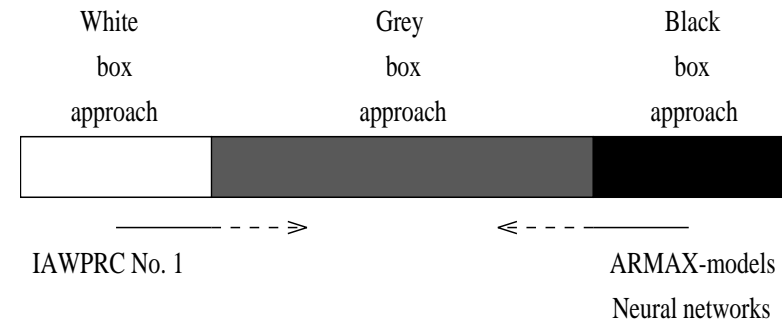 White
box
approach
Grey
box
approach
Black
box
approach
IAWPRC No. 1
ARMAX-models
Neural networks